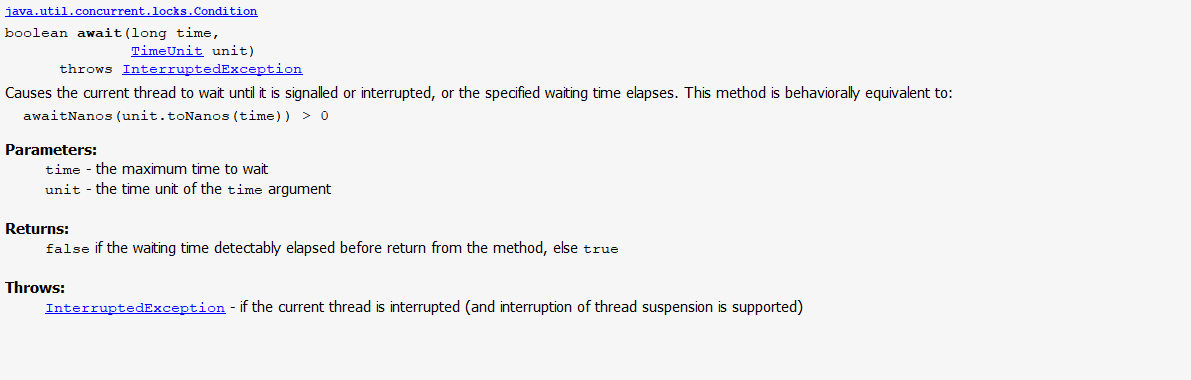 java.util.concurrent.locks.Condition
boolean await(long time,
TimeUnit unit)
throws InterruptedException
Causes the current thread to wait until it is signalled or interrupted, or the specified waiting time elapses. This method is behaviorally equivalent to:
awaitNanos(unit.toNanos(time)) > 0
Parameters:
time - the maximum time to wait
unit - the time unit of the time argument
Returns:
false if the waiting time detectably elapsed before return from the method, else true
Throws:
InterruptedException - if the current thread is interrupted (and interruption of thread suspension is supported)